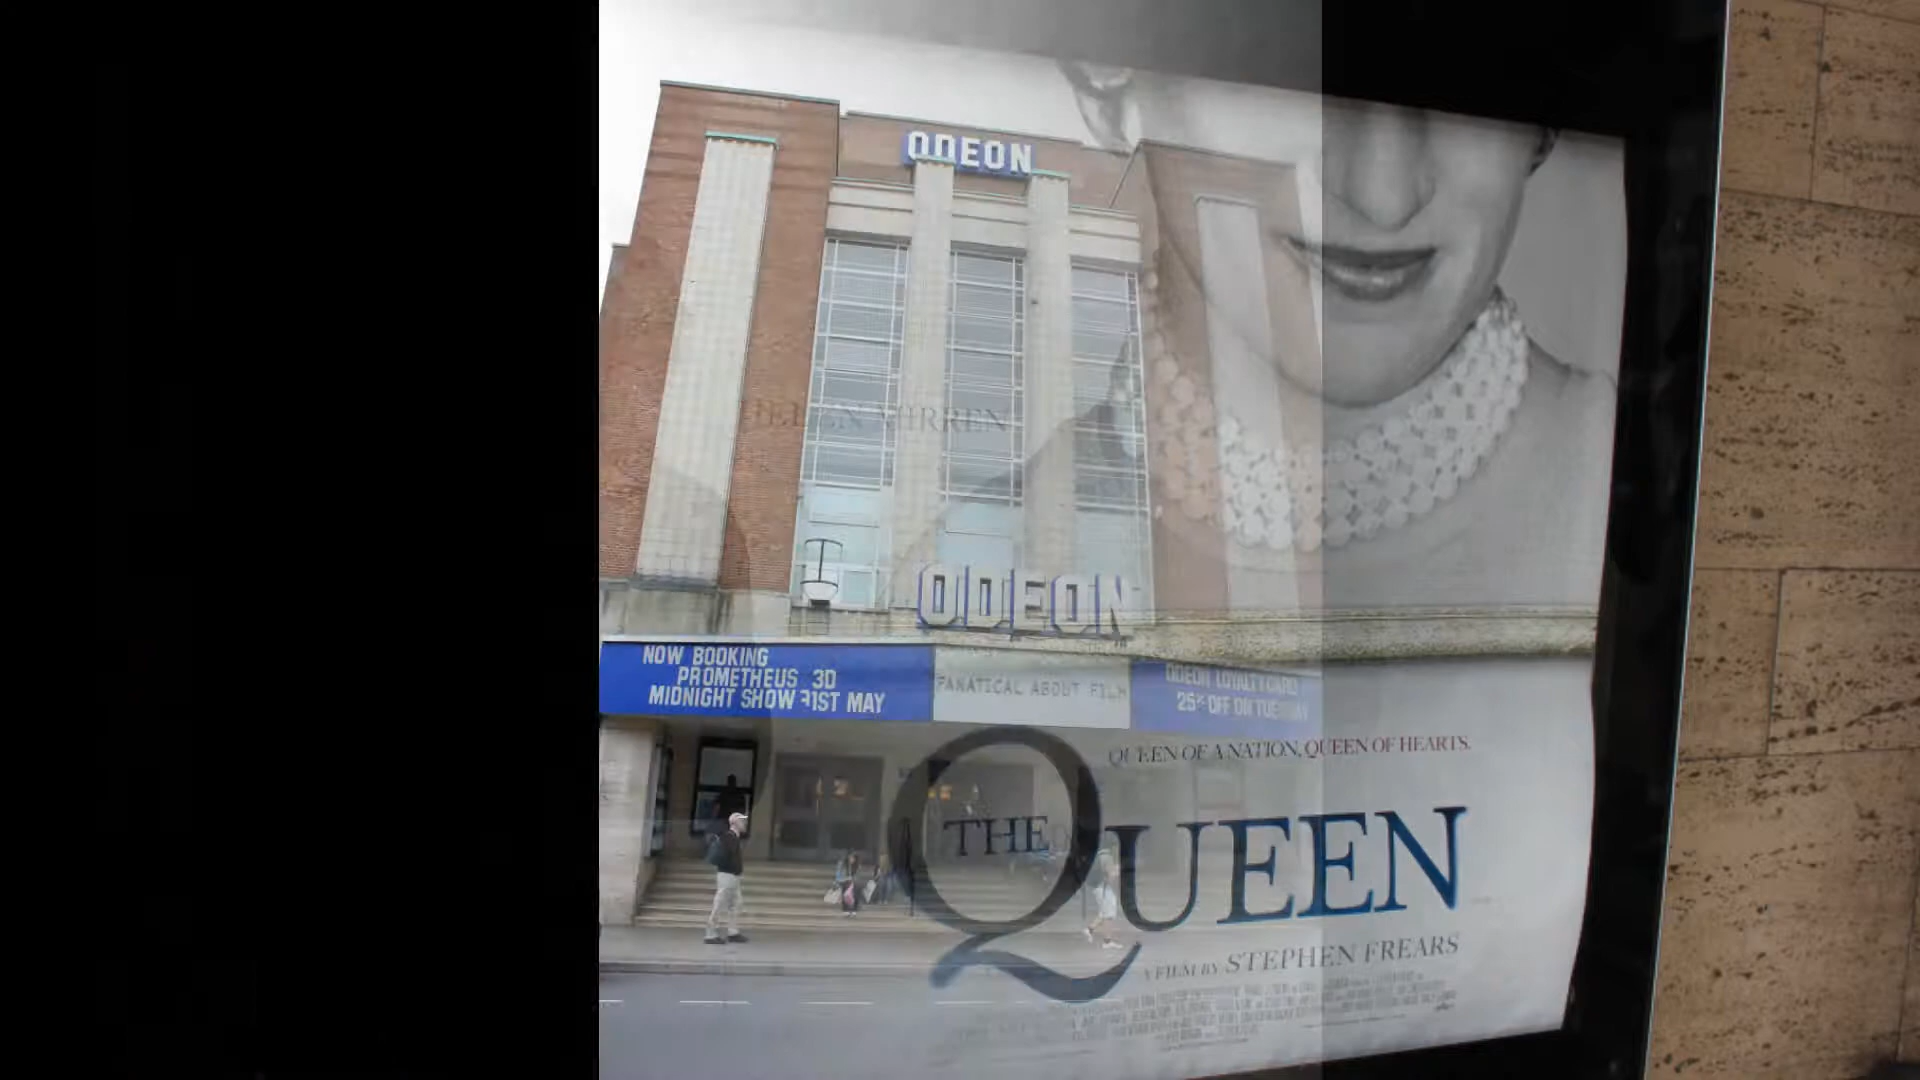 ODEON
HELEN MIRREN
ODEON
NOW BOOKING
PROMETHEUS 3D
MIDNIGHT SHOW 31ST MAY
FANATICAL ABOUT FILM
ODEON LOYALTY CARD
25% OFF ON TUESDAY
QUEEN OF A NATION, QUEEN OF HEARTS.
THE QUEEN
A FILM BY STEPHEN FREARS